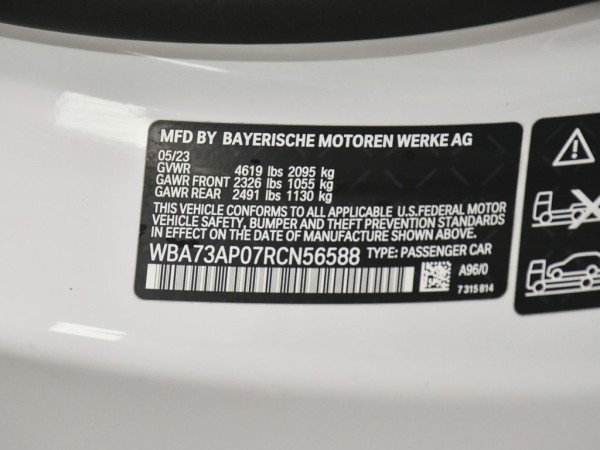 MFD BY BAYERISCHE MOTOREN WERKE AG
05/23
GVWR 4619 lbs 2095 kg
GAWR FRONT 2326 lbs 1055 kg
GAWR REAR 2491 lbs 1130 kg
THIS VEHICLE CONFORMS TO ALL APPLICABLE U.S.FEDERAL MOTOR
VEHICLE SAFETY, BUMPER AND THEFT PREVENTION STANDARDS
IN EFFECT ON THE DATE OF MANUFACTURE SHOWN ABOVE.
WBA73AP07RCN56588 TYPE: PASSENGER CAR
A96/0
7 315 814